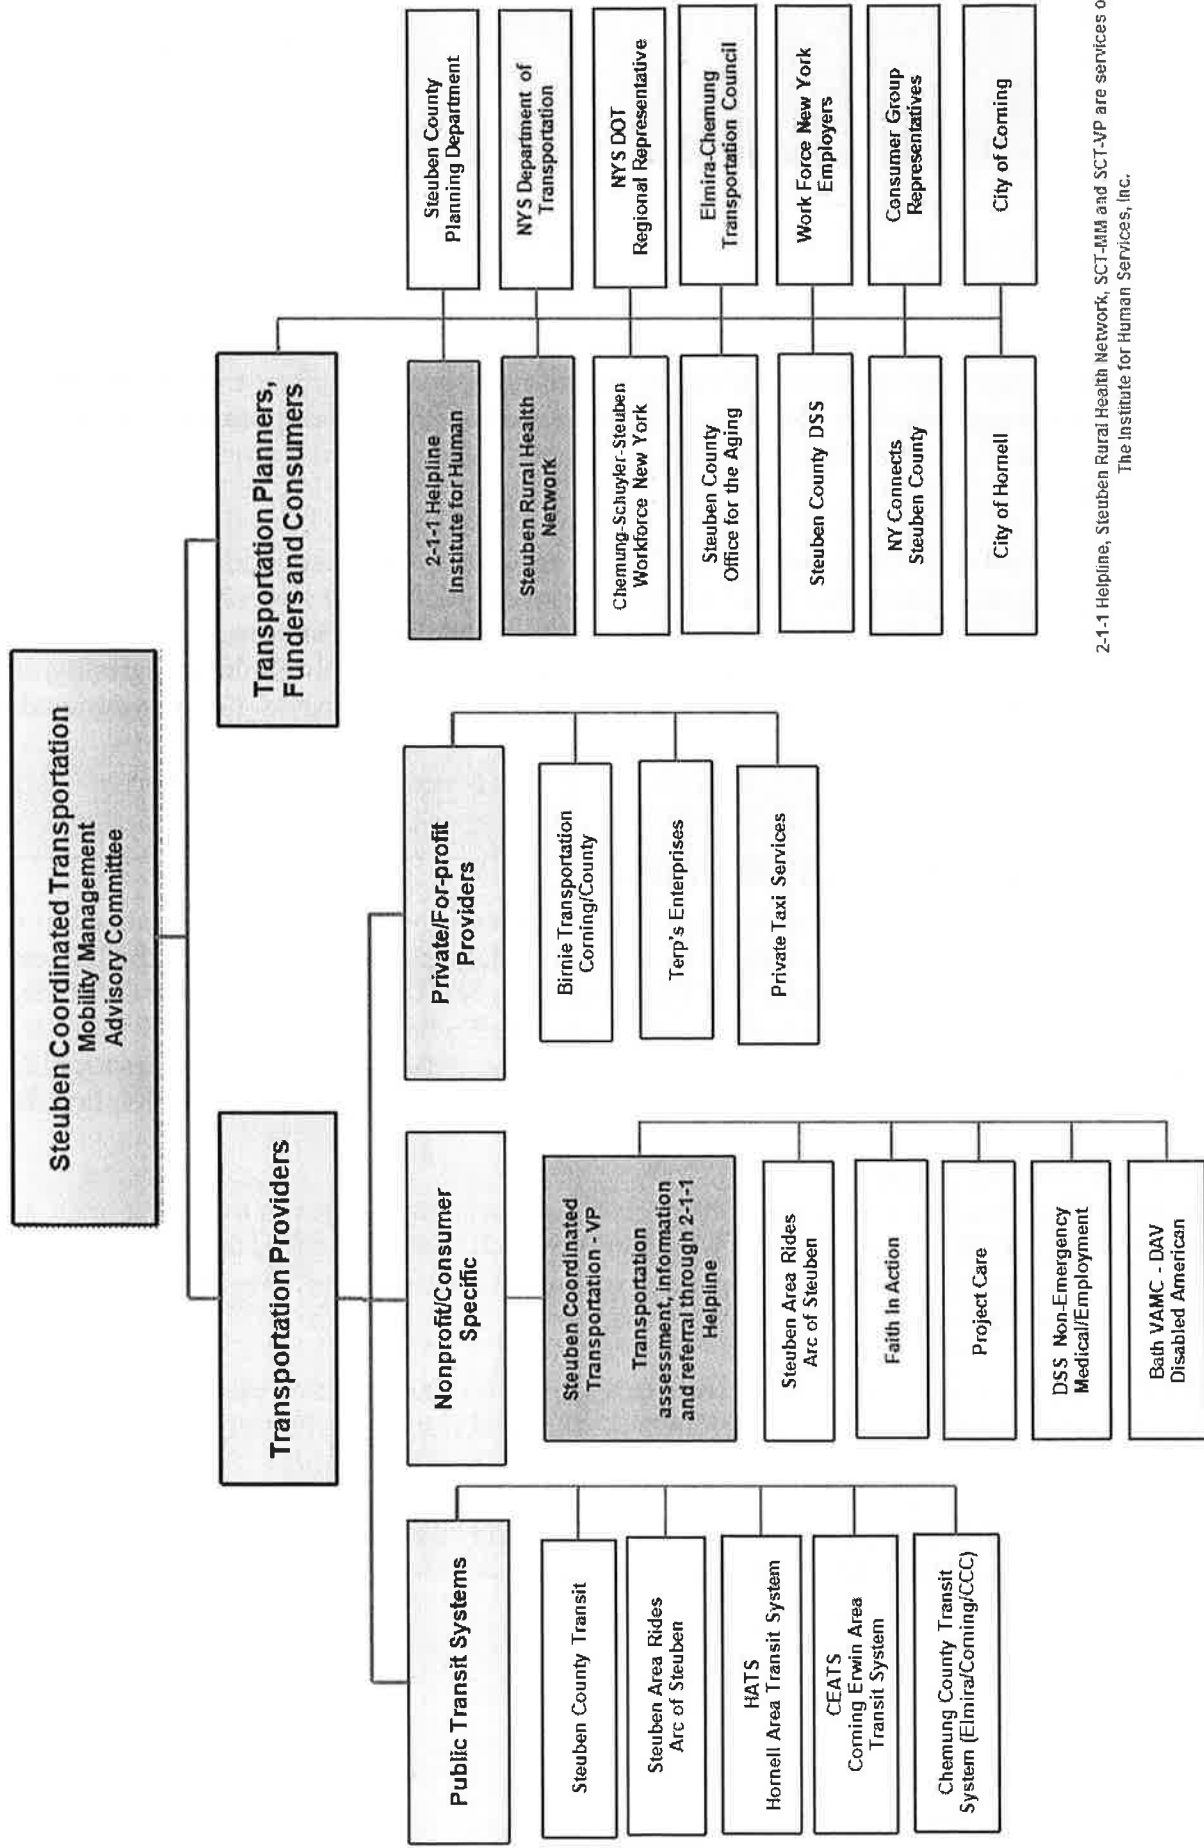 Steuben Coordinated Transportation
Mobility Management
Advisory Committee
Transportation Providers
Transportation Planners,
Funders and Consumers
Public Transit Systems
Steuben County Transit
Steuben Area Rides
Arc of Steuben
HATS
Hornell Area Transit System
CEATS
Corning Erwin Area
Transit System
Chemung County Transit
System (Elmira/Corning/CCC)
Nonprofit/Consumer
Specific
Steuben Coordinated
Transportation - VP
Transportation
assessment, information
and referral through 2-1-1
Helpline
Steuben Area Rides
Arc of Steuben
Faith in Action
Project Care
DSS Non-Emergency
Medical/Employment
Bath VAMC - DAV
Disabled American
Private/For-profit
Providers
Birnie Transportation
Corning/County
Terp's Enterprises
Private Taxi Services
2-1-1 Helpline
Institute for Human
Steuben Rural Health
Network
Chemung-Schuyler-Steuben
Workforce New York
Steuben County
Office for the Aging
Steuben County DSS
NY Connects
Steuben County
City of Hornell
Steuben County
Planning Department
NYS Department of
Transportation
NYS DOT
Regional Representative
Elmira-Chemung
Transportation Council
Work Force New York
Employers
Consumer Group
Representatives
City of Corning
2-1-1 Helpline, Steuben Rural Health Network, SCT-MM and SCT-VP are services o
The Institute for Human Services, Inc.